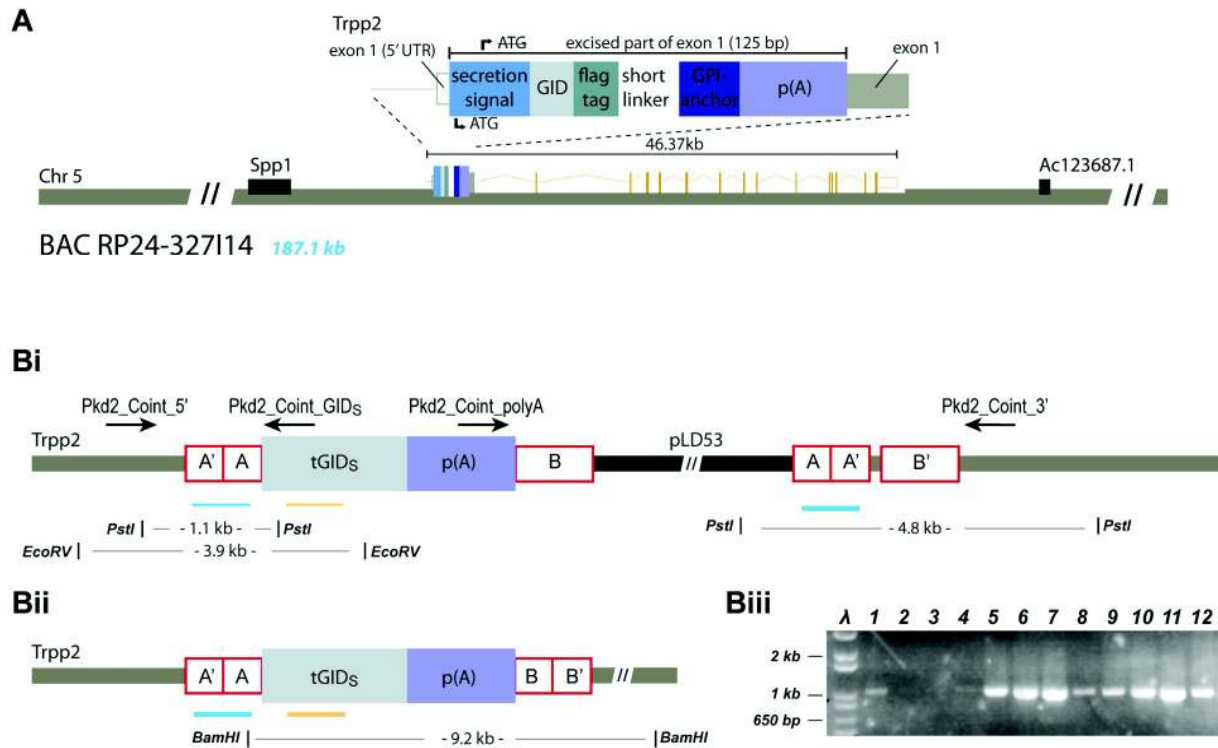 A
Trpp2
exon 1 (5' UTR)
ATG
excised part of exon 1 (125 bp)
exon 1
secretion signal
GID
flag tag
short linker
GPI-anchor
p(A)
ATG
46.37kb
Chr 5
//
Spp1
Ac123687.1
//
BAC RP24-327I14 187.1 kb
Bi
Pkd2_Coint_5' Pkd2_Coint_GIDS Pkd2_Coint_polyA Pkd2_Coint_3'
Trpp2
pLD53
A' A tGIDS p(A) B // A A' B'
PstI - 1.1 kb - PstI PstI - 4.8 kb - PstI
EcoRV - 3.9 kb - EcoRV
Bii
Trpp2
A' A tGIDS p(A) B B' //
BamHI - 9.2 kb - BamHI
Biii
λ 1 2 3 4 5 6 7 8 9 10 11 12
2 kb
1 kb
650 bp